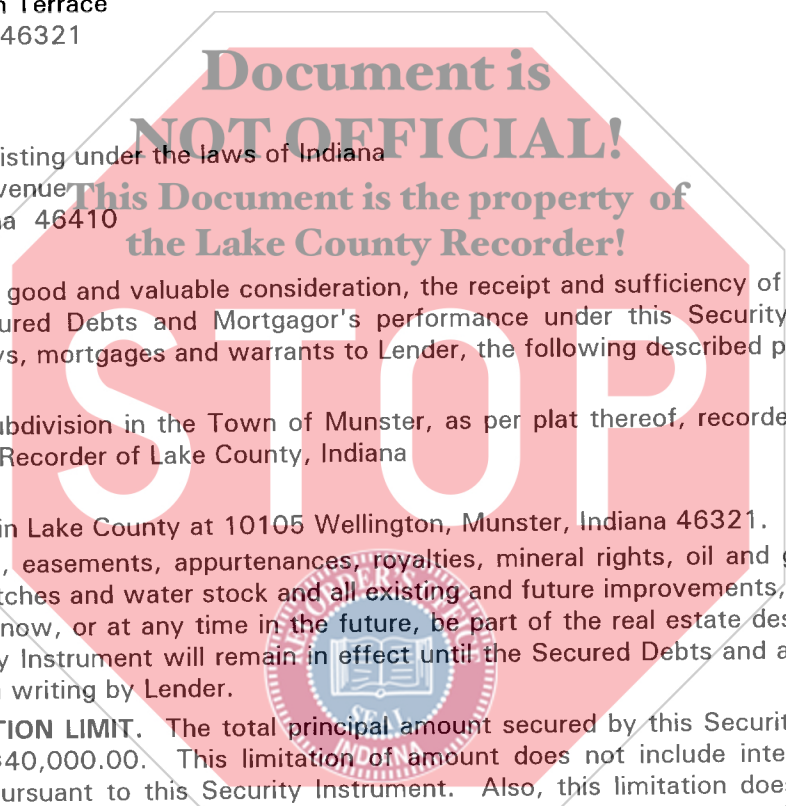 Terrace
46321
Document is
NOT OFFICIAL!
isting under the laws of Indiana
venue
This Document is the property of
a 46410
the Lake County Recorder!
good and valuable consideration, the receipt and sufficiency of
ured Debts and Mortgagor's performance under this Security
ys, mortgages and warrants to Lender, the following described p
STOP
ubdivision in the Town of Munster, as per plat thereof, recorde
Recorder of Lake County, Indiana
in Lake County at 10105 Wellington, Munster, Indiana 46321.
, easements, appurtenances, royalties, mineral rights, oil and g
tches and water stock and all existing and future improvements,
now, or at any time in the future, be part of the real estate des
y Instrument will remain in effect until the Secured Debts and a
writing by Lender.
TION LIMIT. The total principal amount secured by this Securit
$40,000.00. This limitation of amount does not include inte
ursuant to this Security Instrument. Also, this limitation doe
SEAL
INDIANA